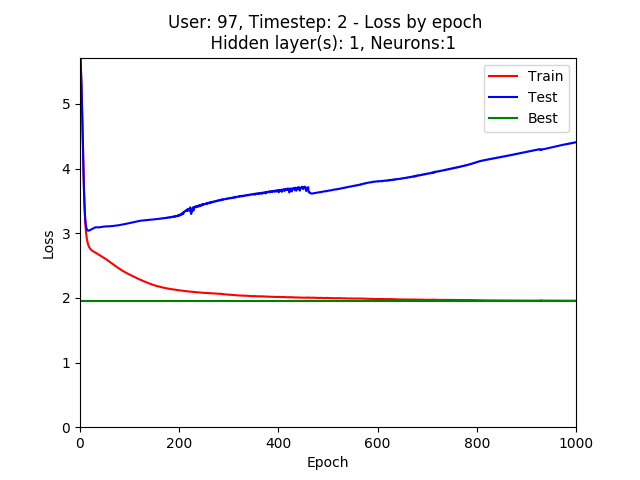 User: 97, Timestep: 2 - Loss by epoch
Hidden layer(s): 1, Neurons:1
Train
Test
Best
5
4
3
2
1
0
Loss
0
200
400
600
800
1000
Epoch